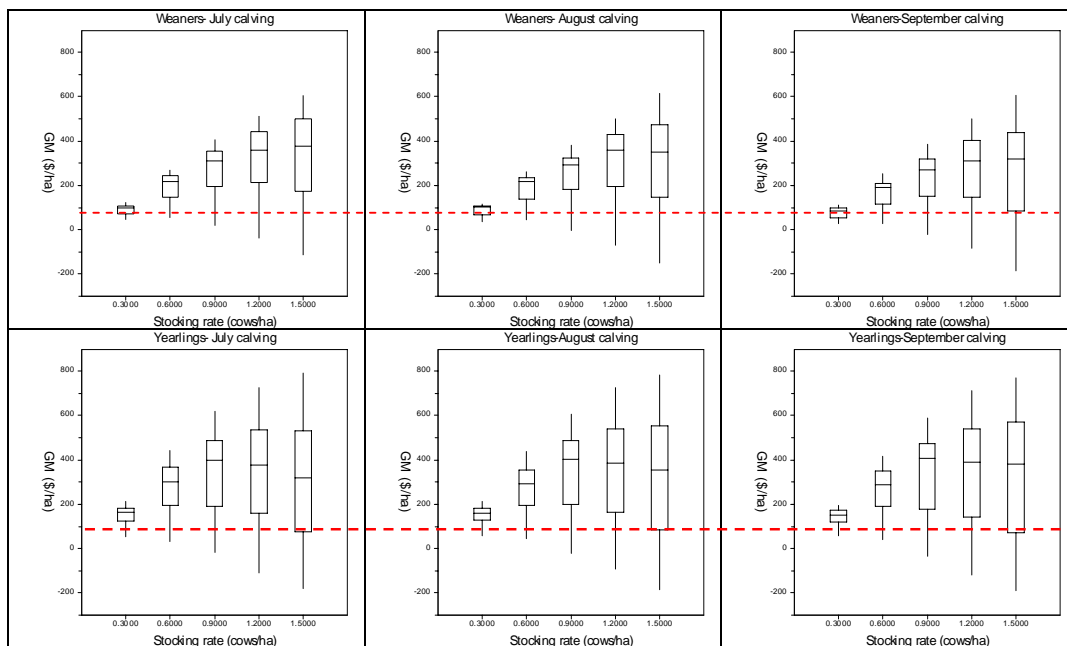 Weaners- July calving
800
600
400
200
0
-200
GM ($/ha)
0.3000 0.6000 0.9000 1.2000 1.5000
Stocking rate (cows/ha)
Weaners- August calving
800
600
400
200
0
-200
GM ($/ha)
0.3000 0.6000 0.9000 1.2000 1.5000
Stocking rate (cows/ha)
Weaners-September calving
800
600
400
200
0
-200
GM ($/ha)
0.3000 0.6000 0.9000 1.2000 1.5000
Stocking rate (cows/ha)
Yearlings- July calving
800
600
400
200
0
-200
GM ($/ha)
0.3000 0.6000 0.9000 1.2000 1.5000
Stocking rate (cows/ha)
Yearlings-August calving
800
600
400
200
0
-200
GM ($/ha)
0.3000 0.6000 0.9000 1.2000 1.5000
Stocking rate (cows/ha)
Yearlings-September calving
800
600
400
200
0
-200
GM ($/ha)
0.3000 0.6000 0.9000 1.2000 1.5000
Stocking rate (cows/ha)